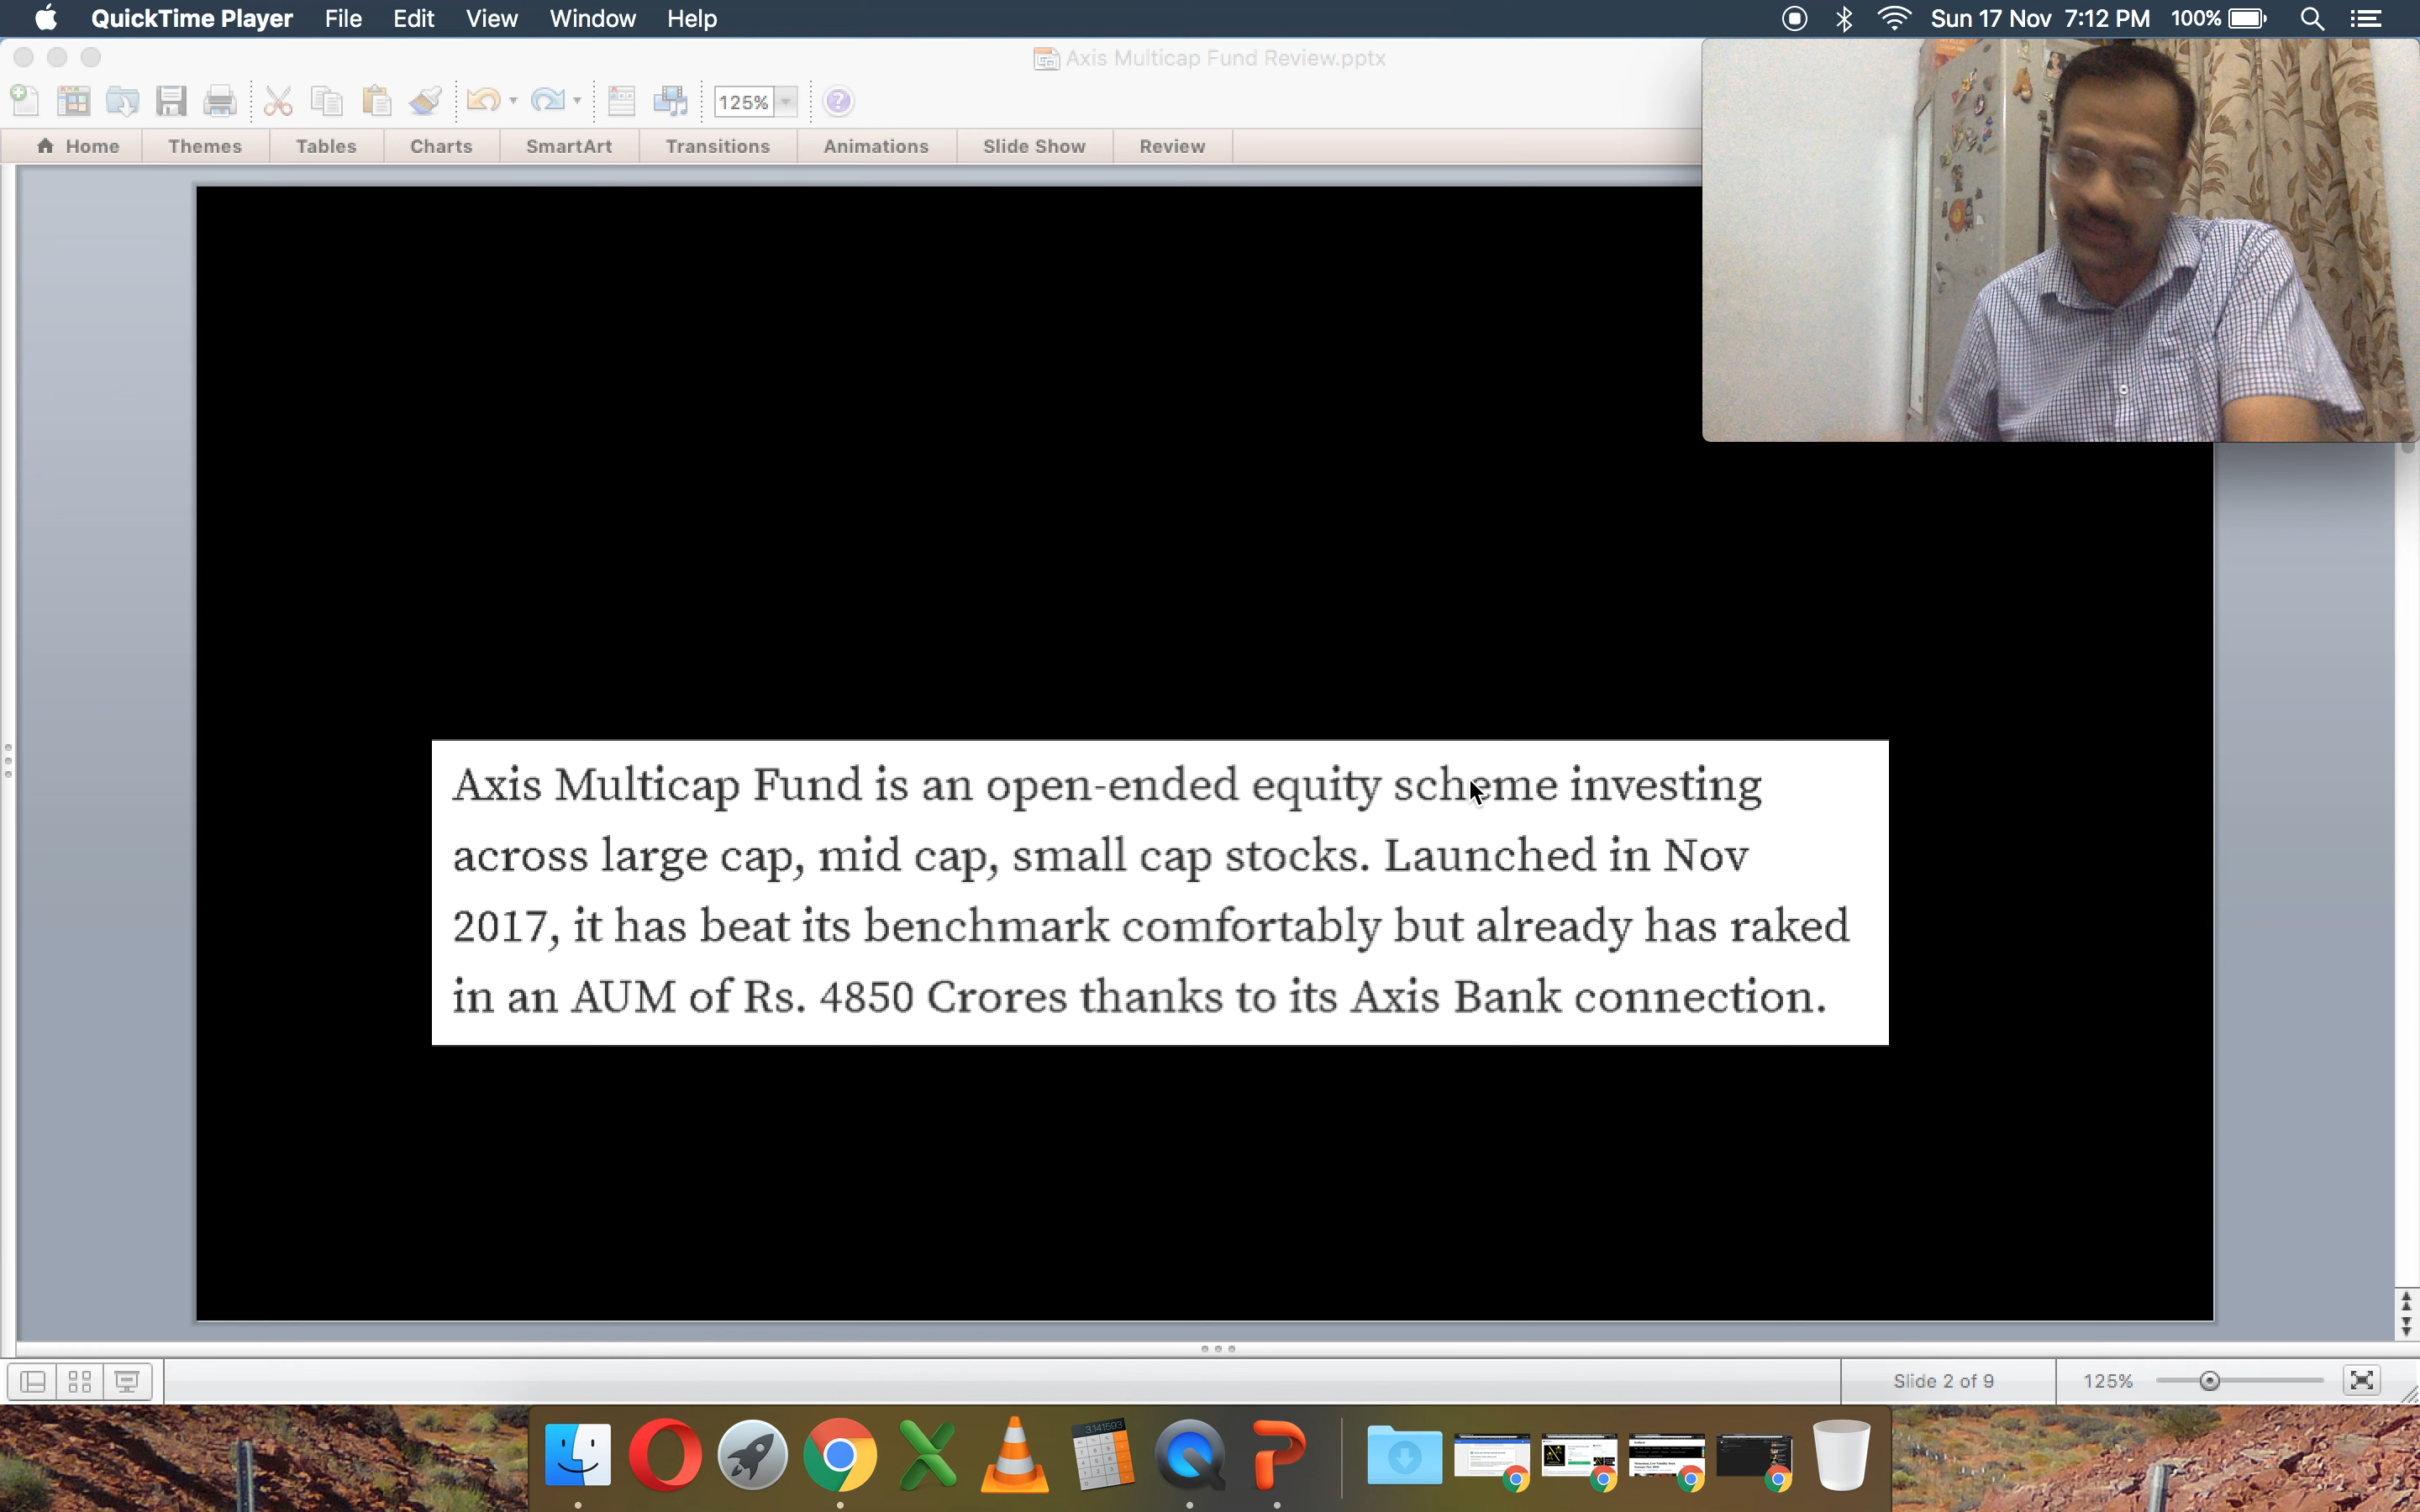 QuickTime Player File Edit View Window Help Sun 17 Nov 7:12 PM 100%
Axis Multicap Fund Review.pptx
125%
Home Themes Tables Charts SmartArt Transitions Animations Slide Show Review
Axis Multicap Fund is an open-ended equity scheme investing
across large cap, mid cap, small cap stocks. Launched in Nov
2017, it has beat its benchmark comfortably but already has raked
in an AUM of Rs. 4850 Crores thanks to its Axis Bank connection.
Slide 2 of 9 125%
3.141593